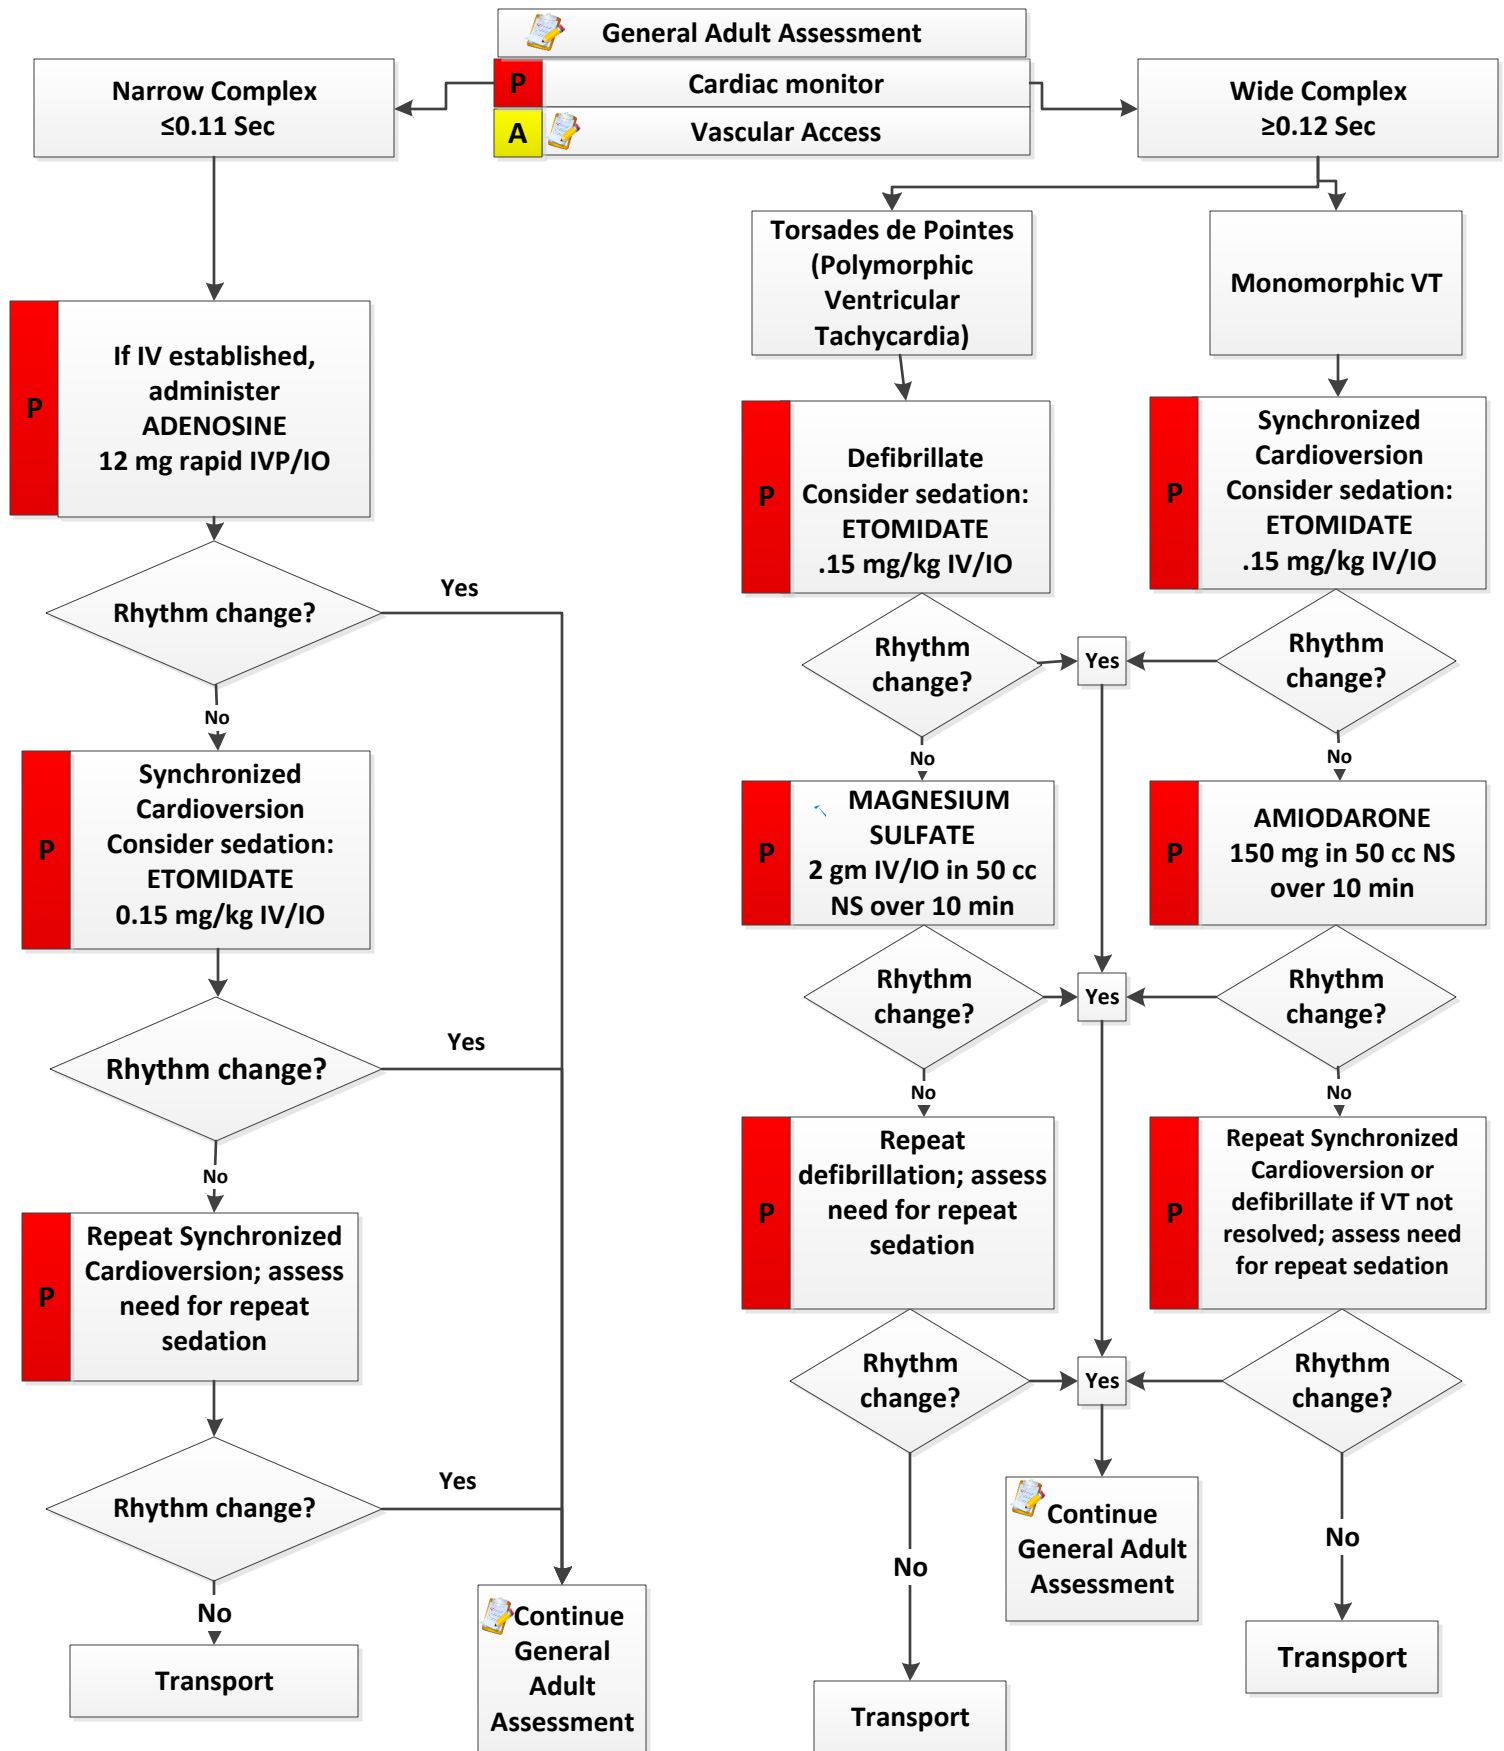 General Adult Assessment
P
Cardiac monitor
A
Vascular Access
Narrow Complex
≤0.11 Sec
Wide Complex
≥0.12 Sec
P
If IV established,
administer
ADENOSINE
12 mg rapid IVP/IO
Rhythm change?
Yes
No
P
Synchronized
Cardioversion
Consider sedation:
ETOMIDATE
0.15 mg/kg IV/IO
Rhythm change?
Yes
No
P
Repeat Synchronized
Cardioversion; assess
need for repeat
sedation
Rhythm change?
Yes
No
Transport
Continue
General
Adult
Assessment
Torsades de Pointes
(Polymorphic
Ventricular
Tachycardia)
P
Defibrillate
Consider sedation:
ETOMIDATE
.15 mg/kg IV/IO
Rhythm
change?
Yes
No
P
MAGNESIUM
SULFATE
2 gm IV/IO in 50 cc
NS over 10 min
Rhythm
change?
Yes
No
P
Repeat
defibrillation; assess
need for repeat
sedation
Rhythm
change?
Yes
No
Transport
Continue
General Adult
Assessment
Monomorphic VT
P
Synchronized
Cardioversion
Consider sedation:
ETOMIDATE
.15 mg/kg IV/IO
Rhythm
change?
No
P
AMIODARONE
150 mg in 50 cc NS
over 10 min
Rhythm
change?
No
P
Repeat Synchronized
Cardioversion or
defibrillate if VT not
resolved; assess need
for repeat sedation
Rhythm
change?
No
Transport